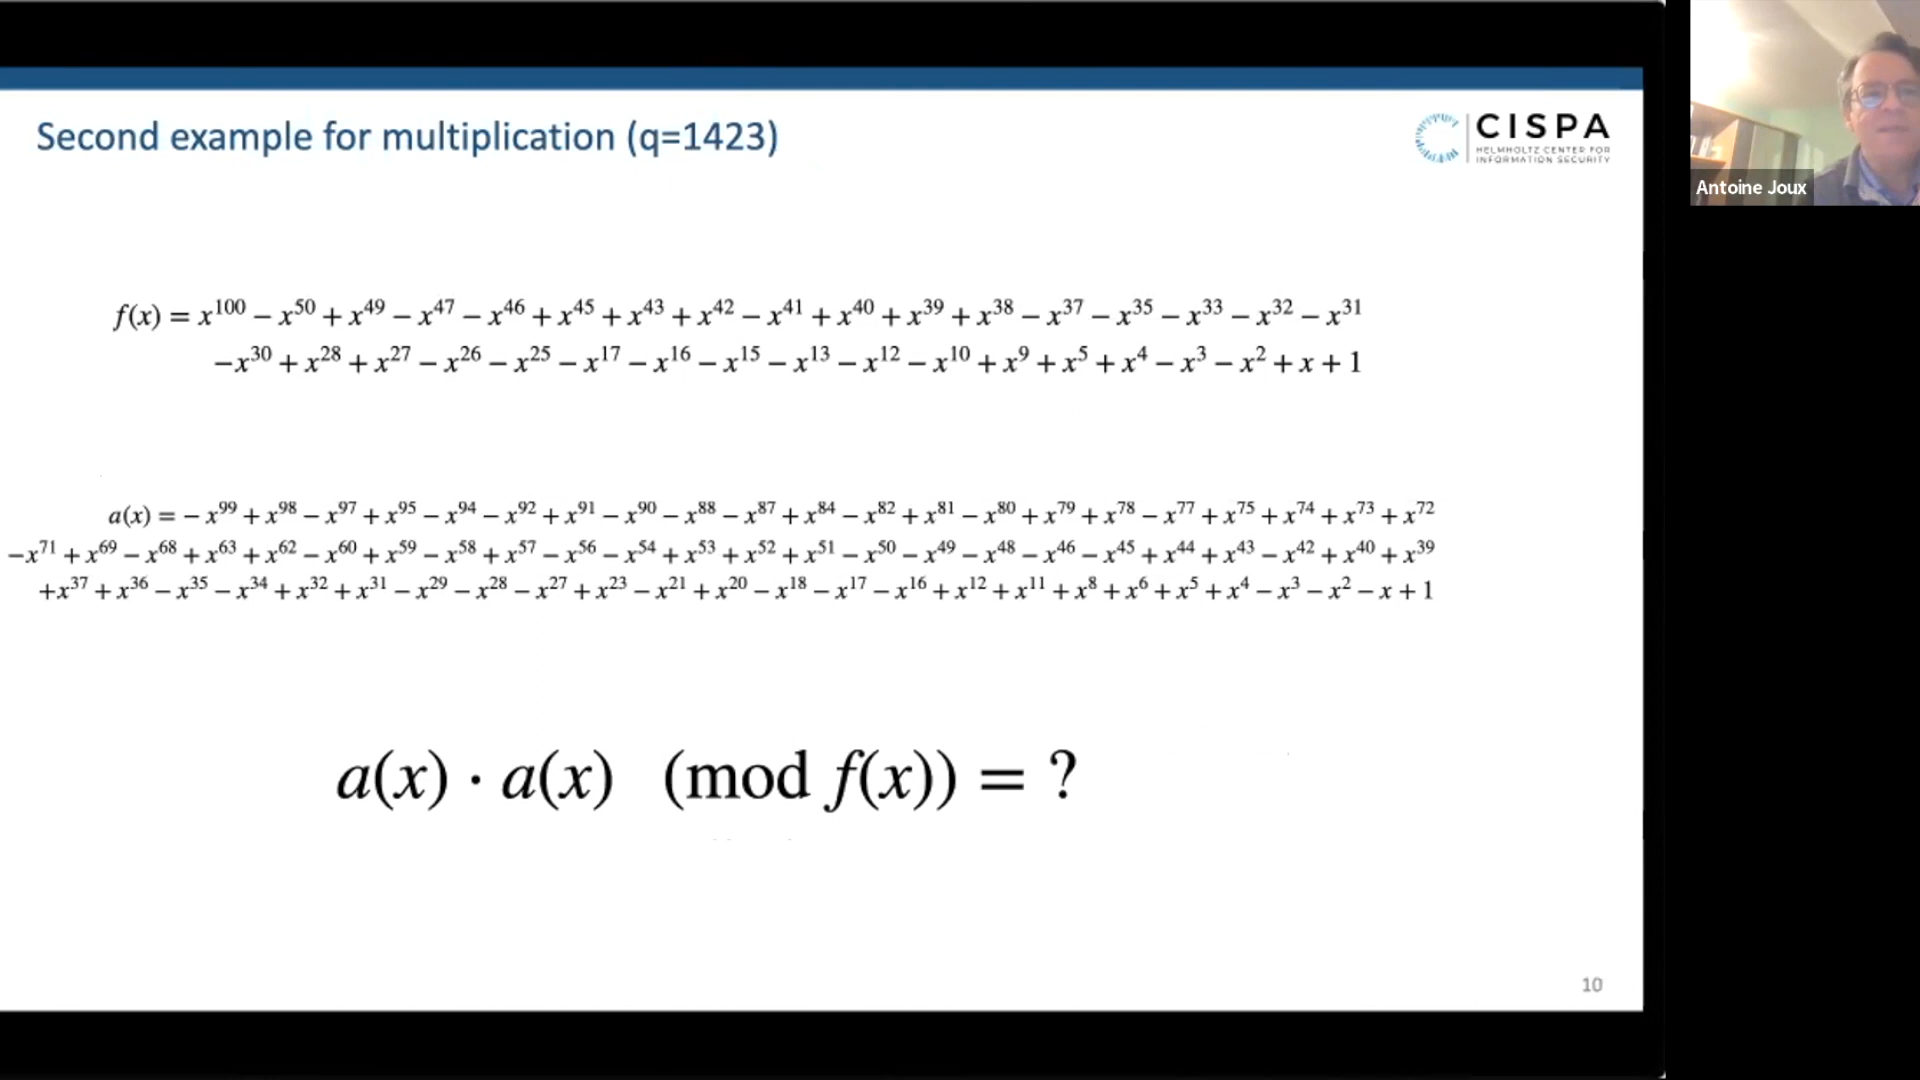 Second example for multiplication (q=1423)
CISPA
HELMHOLTZ CENTER FOR
INFORMATION SECURITY
Antoine Joux
f(x) = x^100 − x^50 + x^49 − x^47 − x^46 + x^45 + x^43 + x^42 − x^41 + x^40 + x^39 + x^38 − x^37 − x^35 − x^33 − x^32 − x^31
−x^30 + x^28 + x^27 − x^26 − x^25 − x^17 − x^16 − x^15 − x^13 − x^12 − x^10 + x^9 + x^5 + x^4 − x^3 − x^2 + x + 1
a(x) = − x^99 + x^98 − x^97 + x^95 − x^94 − x^92 + x^91 − x^90 − x^88 − x^87 + x^84 − x^82 + x^81 − x^80 + x^79 + x^78 − x^77 + x^75 + x^74 + x^73 + x^72
−x^71 + x^69 − x^68 + x^63 + x^62 − x^60 + x^59 − x^58 + x^57 − x^56 − x^54 + x^53 + x^52 + x^51 − x^50 − x^49 − x^48 − x^46 − x^45 + x^44 + x^43 − x^42 + x^40 + x^39
+x^37 + x^36 − x^35 − x^34 + x^32 + x^31 − x^29 − x^28 − x^27 + x^23 − x^21 + x^20 − x^18 − x^17 − x^16 + x^12 + x^11 + x^8 + x^6 + x^5 + x^4 − x^3 − x^2 − x + 1
a(x) · a(x) (mod f(x)) = ?
10